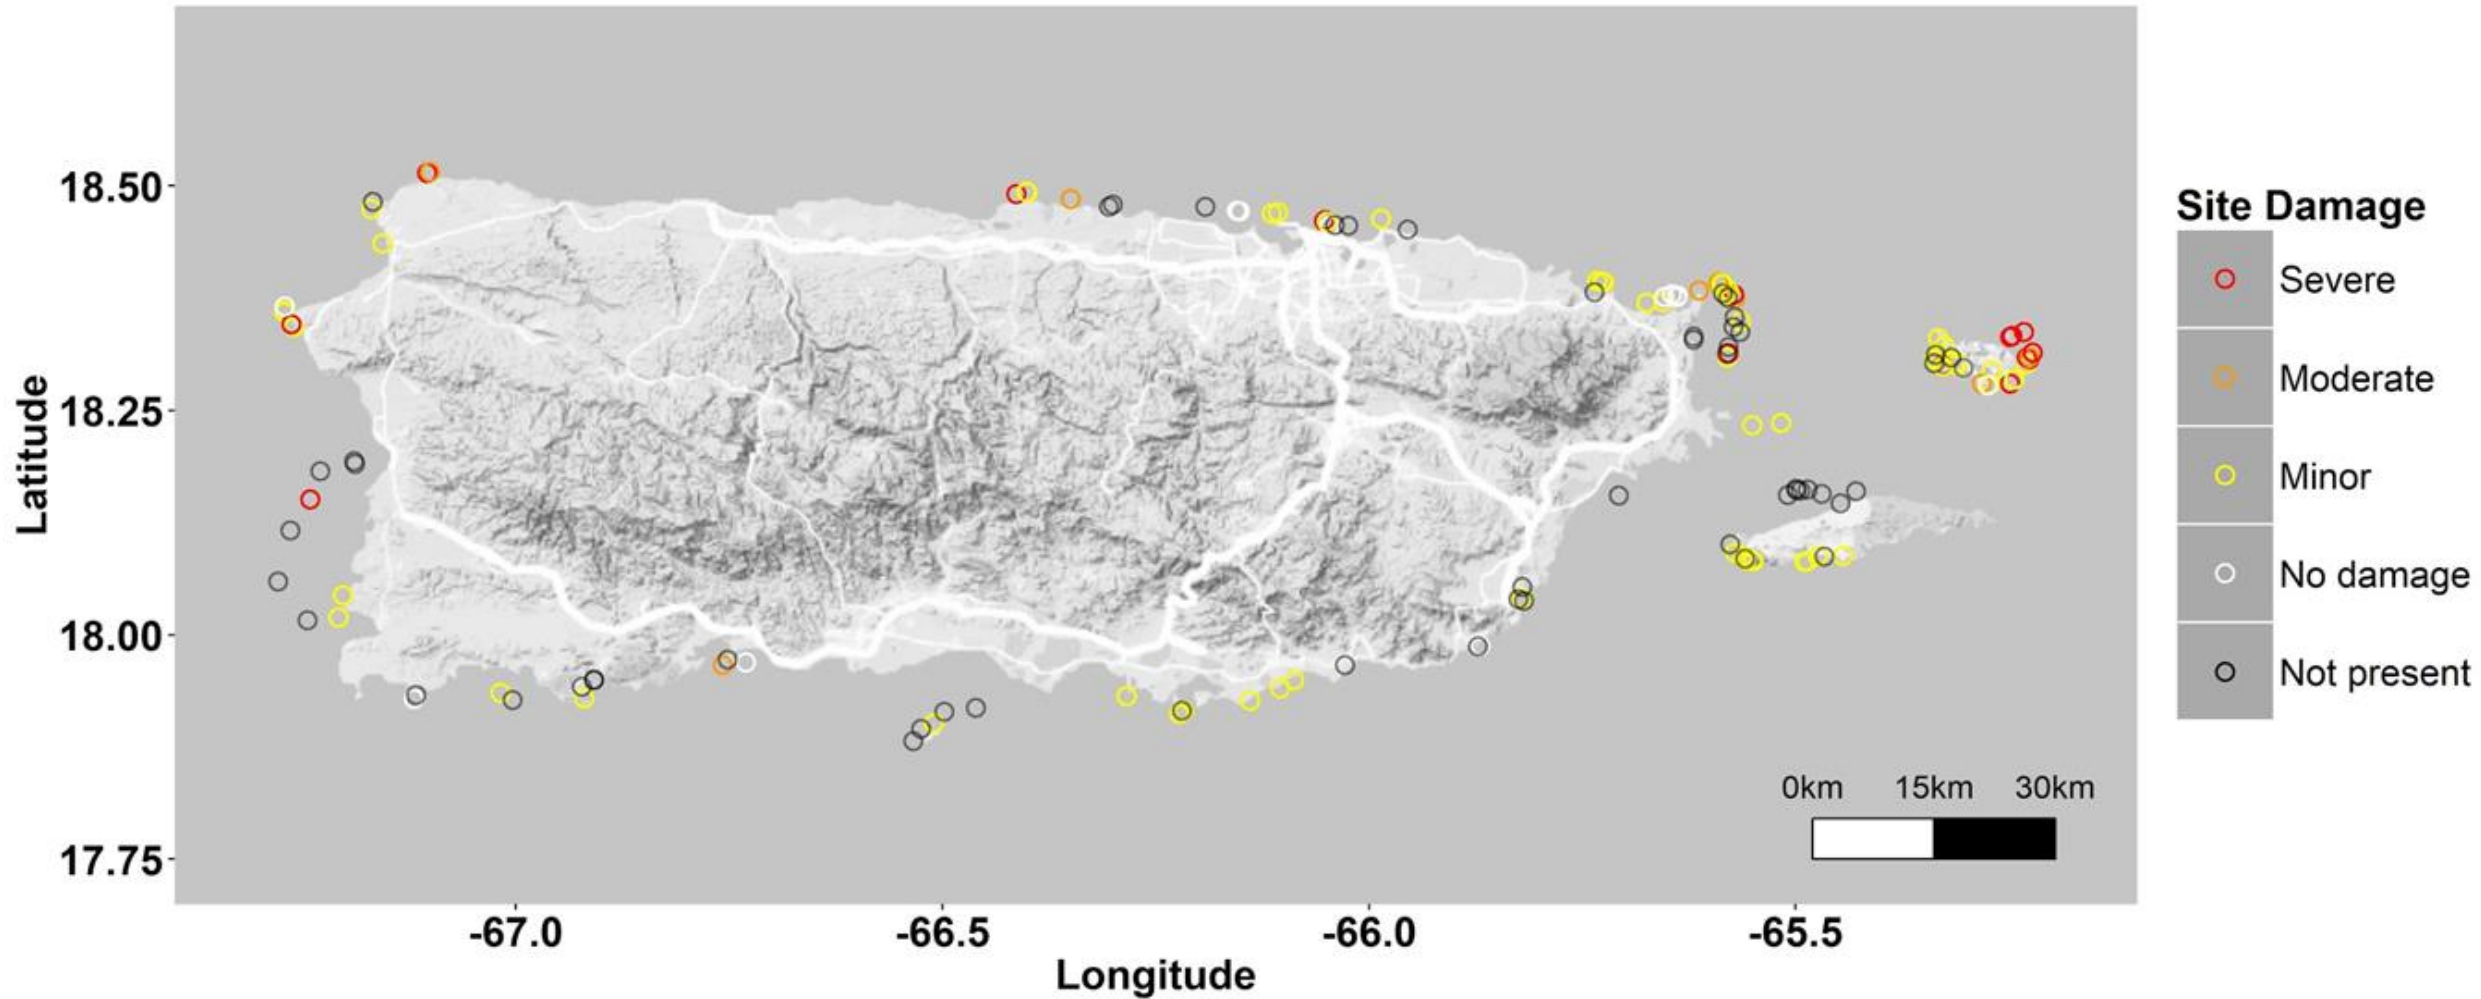 Latitude
18.50
18.25
18.00
17.75
-67.0
-66.5
-66.0
-65.5
Longitude
0km 15km 30km
Site Damage
Severe
Moderate
Minor
No damage
Not present